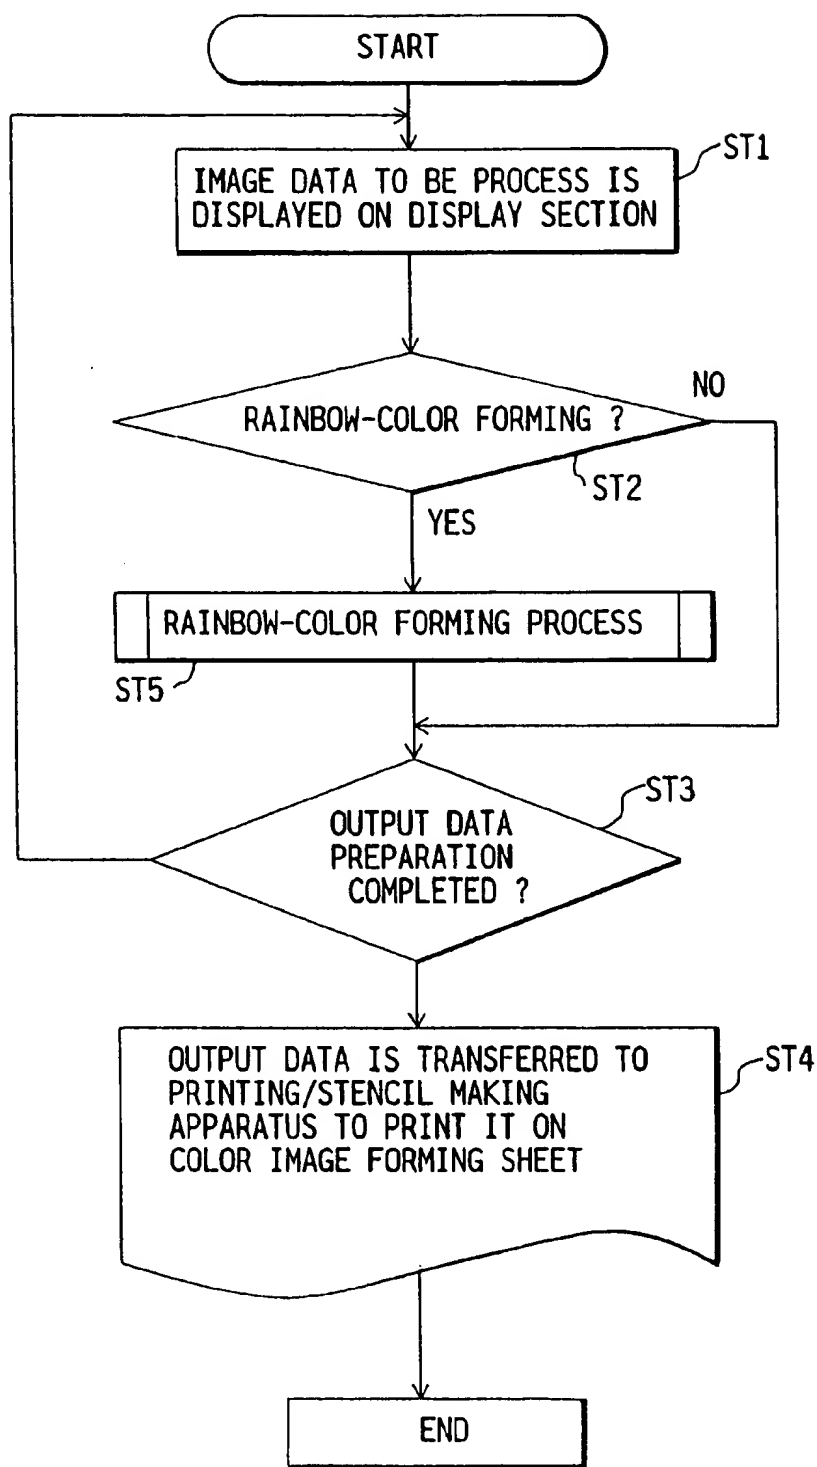 START
ST1
IMAGE DATA TO BE PROCESS IS
DISPLAYED ON DISPLAY SECTION
NO
RAINBOW-COLOR FORMING ?
ST2
YES
RAINBOW-COLOR FORMING PROCESS
ST5
ST3
OUTPUT DATA
PREPARATION
COMPLETED ?
ST4
OUTPUT DATA IS TRANSFERRED TO
PRINTING/STENCIL MAKING
APPARATUS TO PRINT IT ON
COLOR IMAGE FORMING SHEET
END